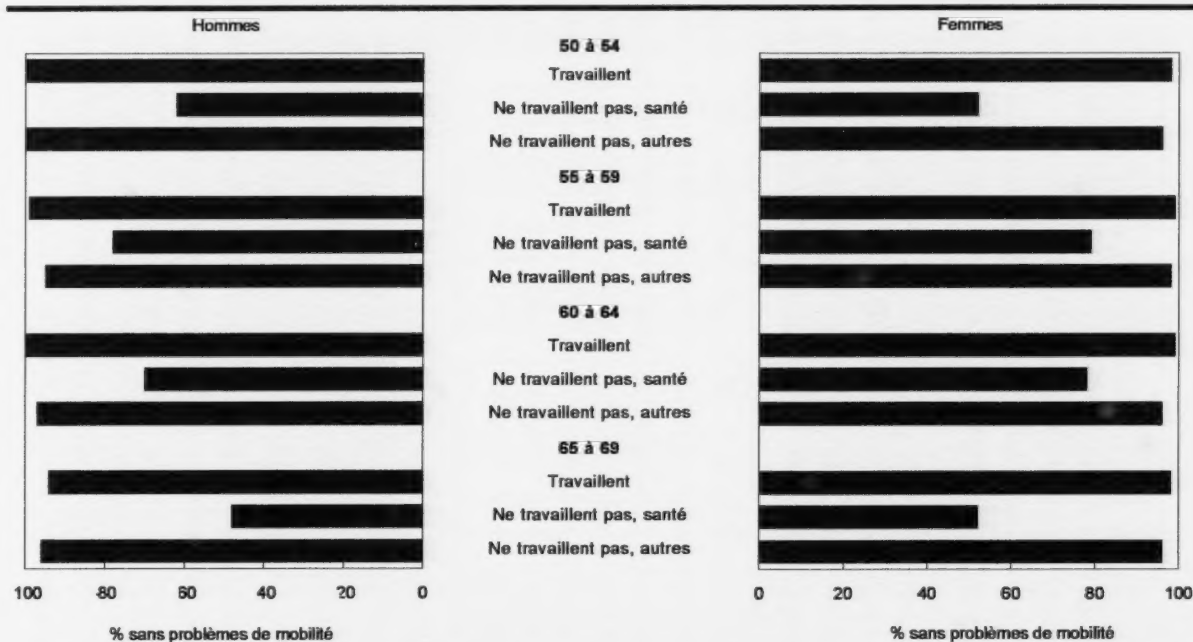 Hommes
Femmes
50 à 54
Travaillent
Ne travaillent pas, santé
Ne travaillent pas, autres
55 à 59
Travaillent
Ne travaillent pas, santé
Ne travaillent pas, autres
60 à 64
Travaillent
Ne travaillent pas, santé
Ne travaillent pas, autres
65 à 69
Travaillent
Ne travaillent pas, santé
Ne travaillent pas, autres
100 80 60 40 20 0
0 20 40 60 80 100
% sans problèmes de mobilité
% sans problèmes de mobilité